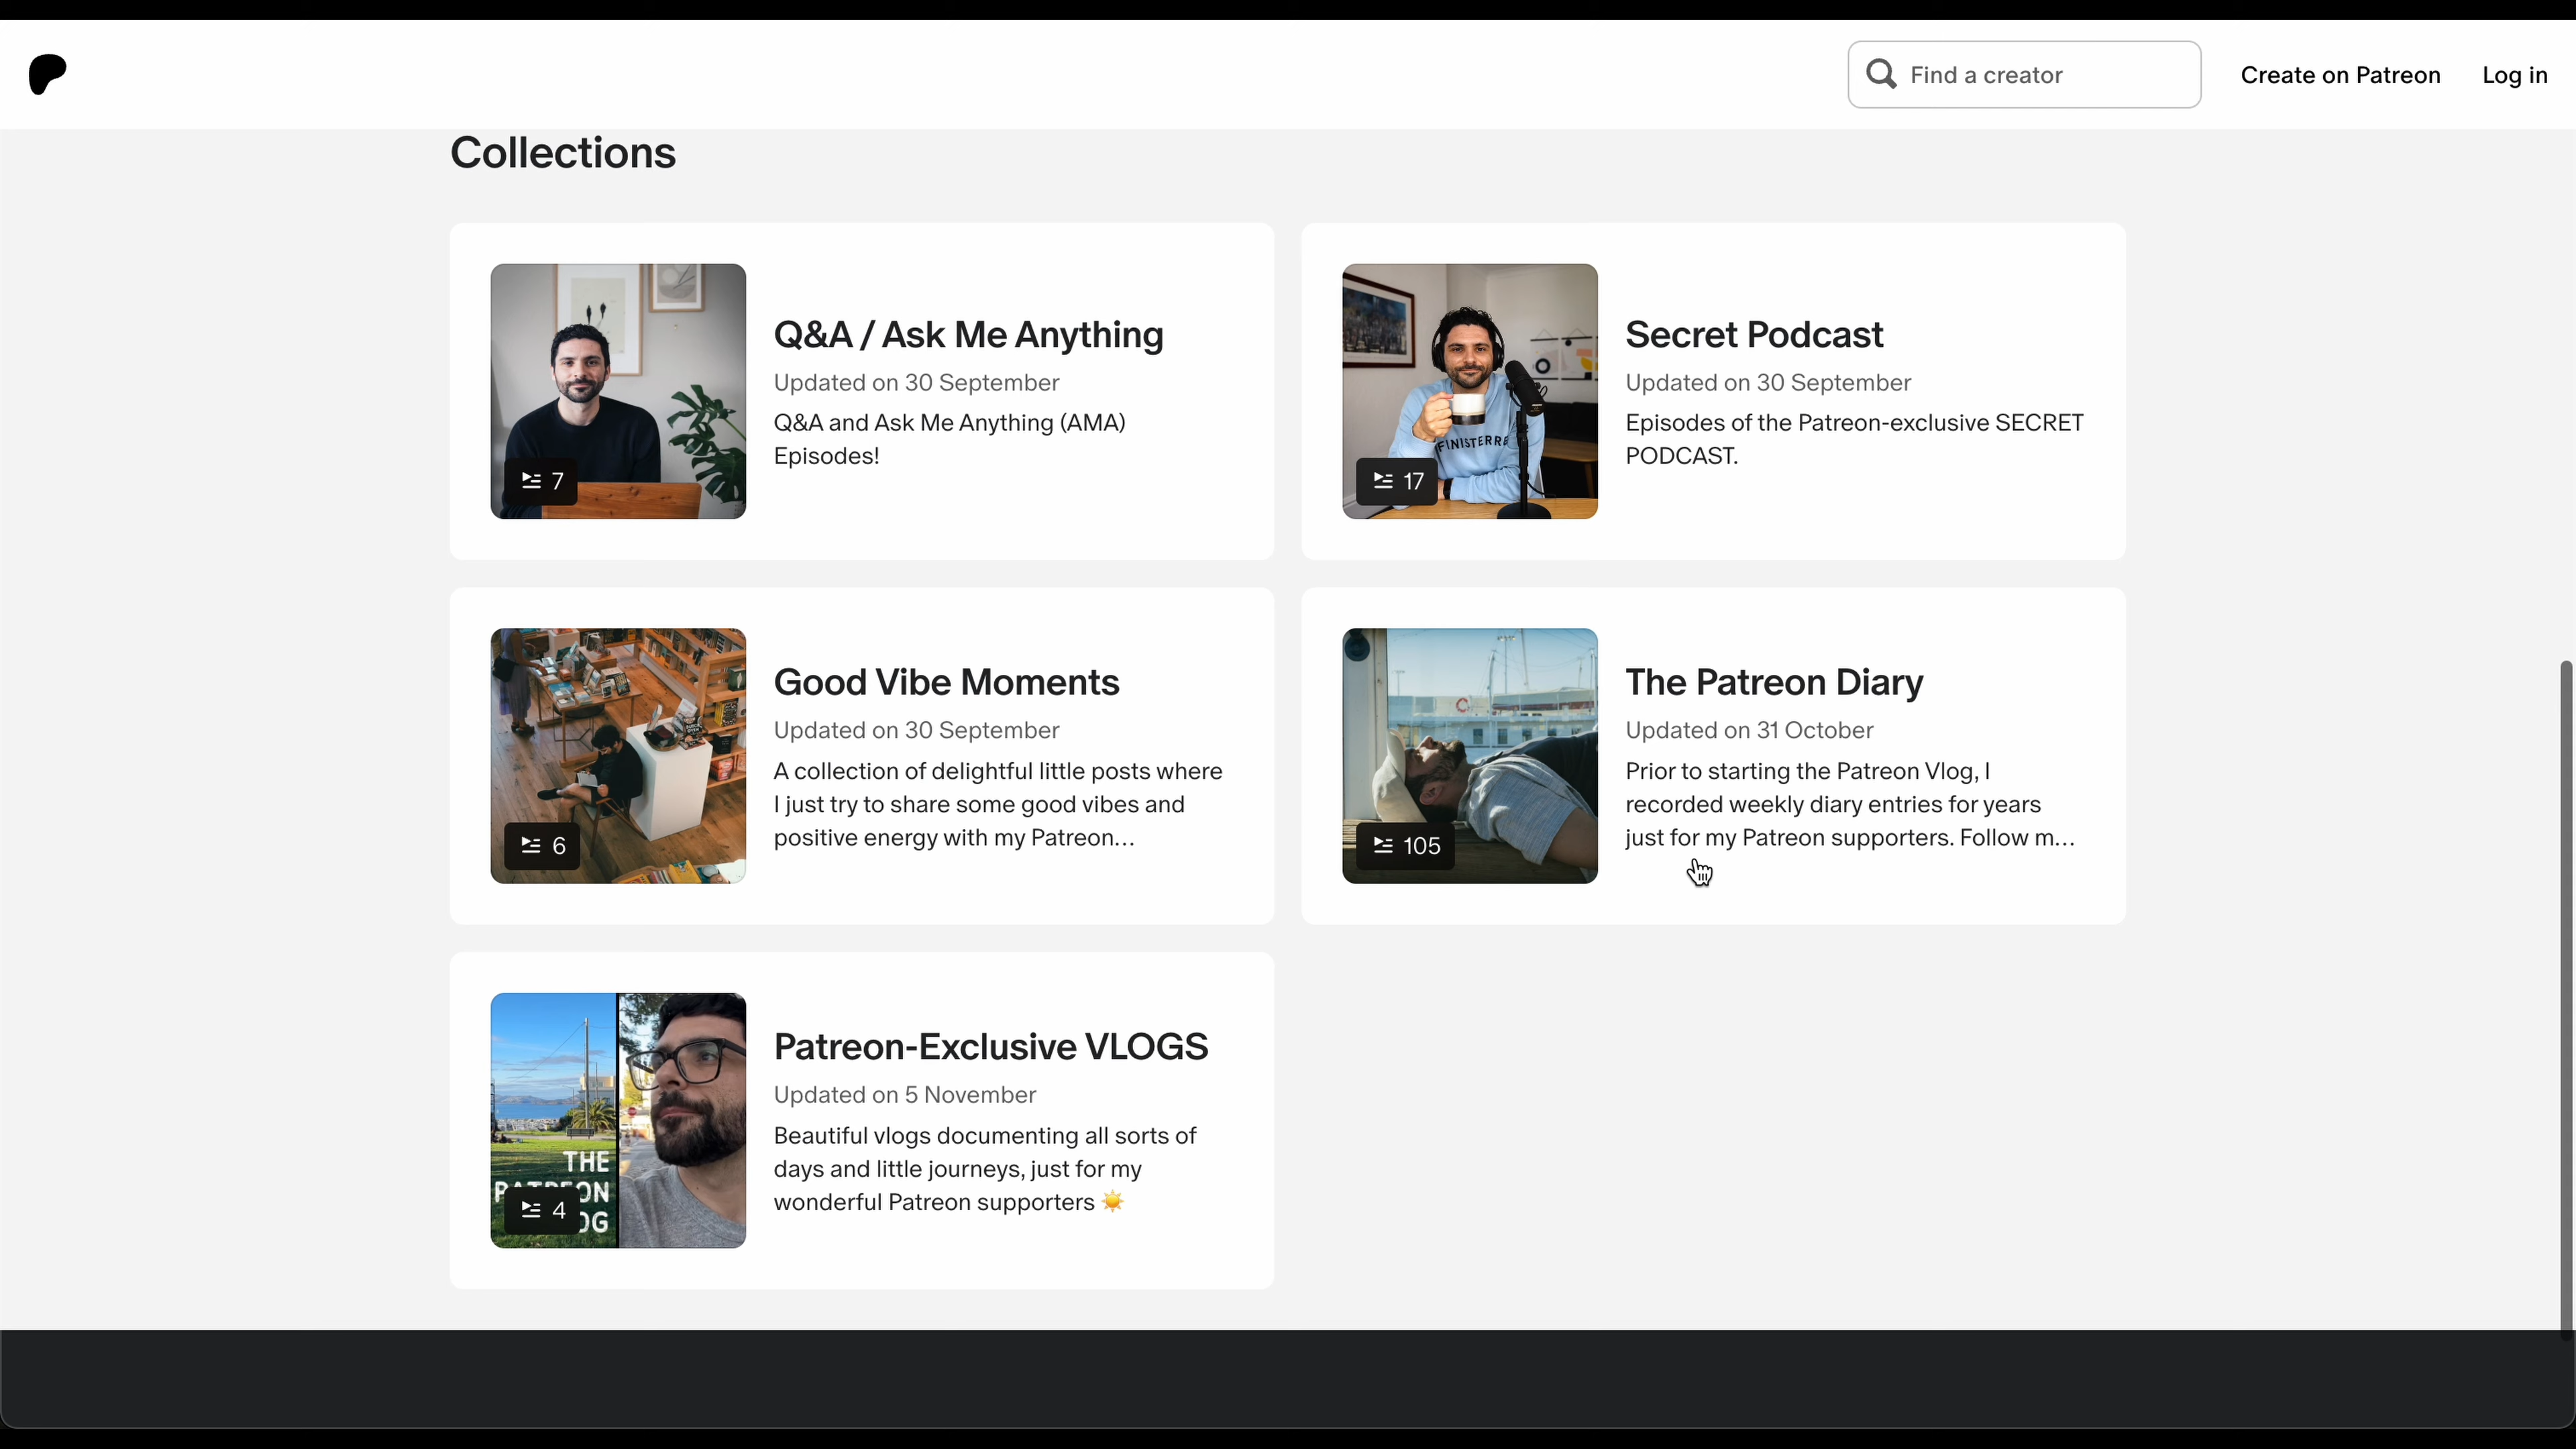 Find a creator
Create on Patreon
Log in
Collections
Q&A / Ask Me Anything
Updated on 30 September
Q&A and Ask Me Anything (AMA)
Episodes!
7
Secret Podcast
Updated on 30 September
Episodes of the Patreon-exclusive SECRET
PODCAST.
FINISTERRE
17
Good Vibe Moments
Updated on 30 September
A collection of delightful little posts where
I just try to share some good vibes and
positive energy with my Patreon...
6
The Patreon Diary
Updated on 31 October
Prior to starting the Patreon Vlog, I
recorded weekly diary entries for years
just for my Patreon supporters. Follow m...
105
Patreon-Exclusive VLOGS
Updated on 5 November
Beautiful vlogs documenting all sorts of
days and little journeys, just for my
wonderful Patreon supporters ☀️
THE
4